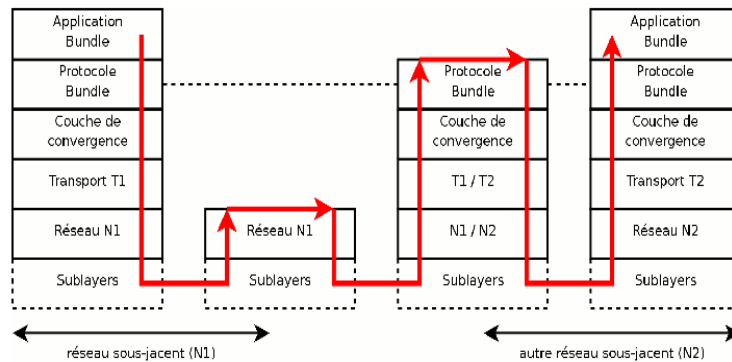 Application
Bundle
Protocole
Bundle
Couche de
convergence
Transport T1
Réseau N1
Sublayers
Réseau N1
Sublayers
Protocole
Bundle
Couche de
convergence
T1 / T2
N1 / N2
Sublayers
Application
Bundle
Protocole
Bundle
Couche de
convergence
Transport T2
Réseau N2
Sublayers
réseau sous-jacent (N1)
autre réseau sous-jacent (N2)